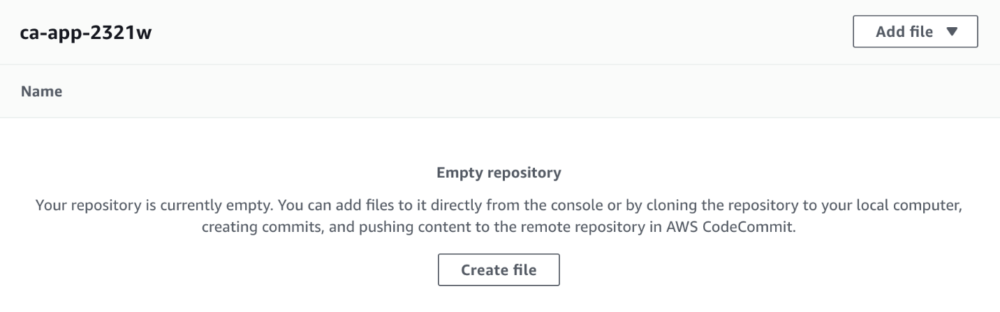 ca-app-2321w
Add file
Name
Empty repository
Your repository is currently empty. You can add files to it directly from the console or by cloning the repository to your local computer,
creating commits, and pushing content to the remote repository in AWS CodeCommit.
Create file